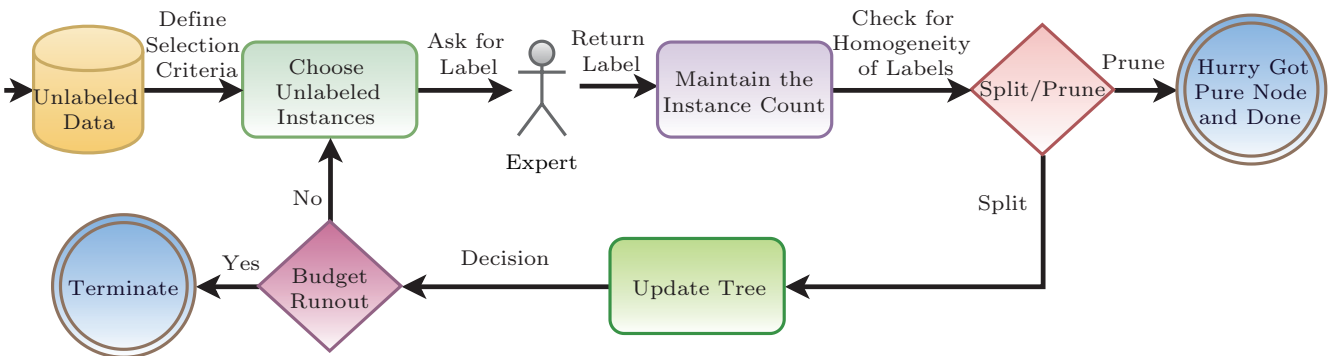 Define
Selection
Criteria
Unlabeled
Data
Choose
Unlabeled
Instances
Ask for
Label
Expert
Return
Label
Maintain the
Instance Count
Check for
Homogeneity
of Labels
Split/Prune
Prune
Hurry Got
Pure Node
and Done
Split
Update Tree
Decision
Budget
Runout
No
Yes
Terminate